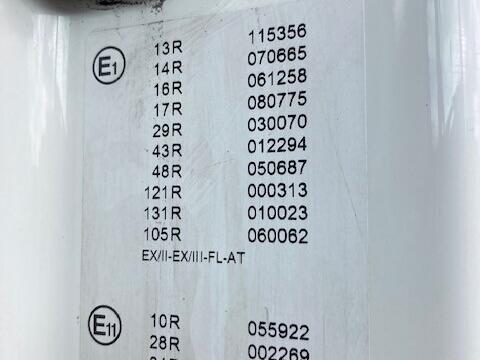 13R 115356
E1 14R 070665
16R 061258
17R 080775
29R 030070
43R 012294
48R 050687
121R 000313
131R 010023
105R 060062
EX/II-EX/III-FL-AT
E11 10R 055922
28R 002269